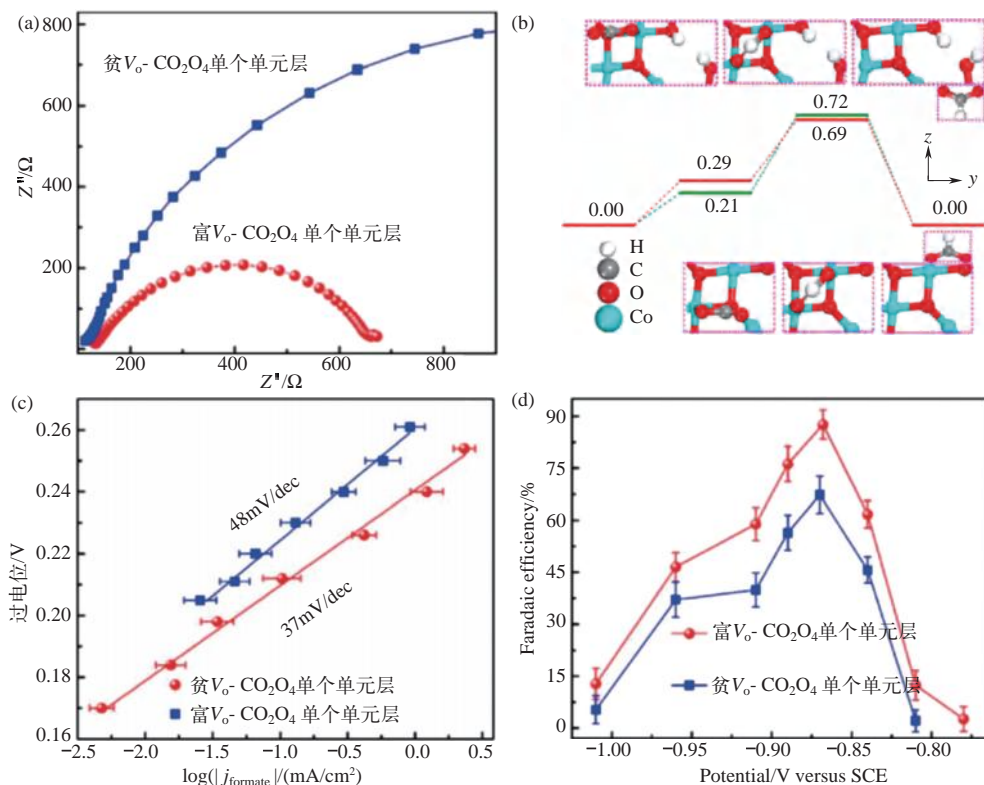 (a)
800
600
400
200
Z″/Ω
贫Vo- CO2O4单个单元层
富Vo- CO2O4 单个单元层
200 400 600 800
Z″/Ω
(b)
0.72
0.69
0.29
0.21
0.00
0.00
z
y
H
C
O
Co
(c)
0.26
0.24
0.22
0.20
0.18
0.16
过电位/V
48mV/dec
37mV/dec
贫Vo- CO2O4单个单元层
富Vo- CO2O4 单个单元层
−2.5 −2.0 −1.5 −1.0 −0.5 0.0 0.5
log(|jformate|/(mA/cm2)
(d)
90
75
60
45
30
15
0
Faradaic efficiency/%
富Vo- CO2O4单个单元层
贫Vo- CO2O4 单个单元层
−1.00 −0.95 −0.90 −0.85 −0.80
Potential/V versus SCE